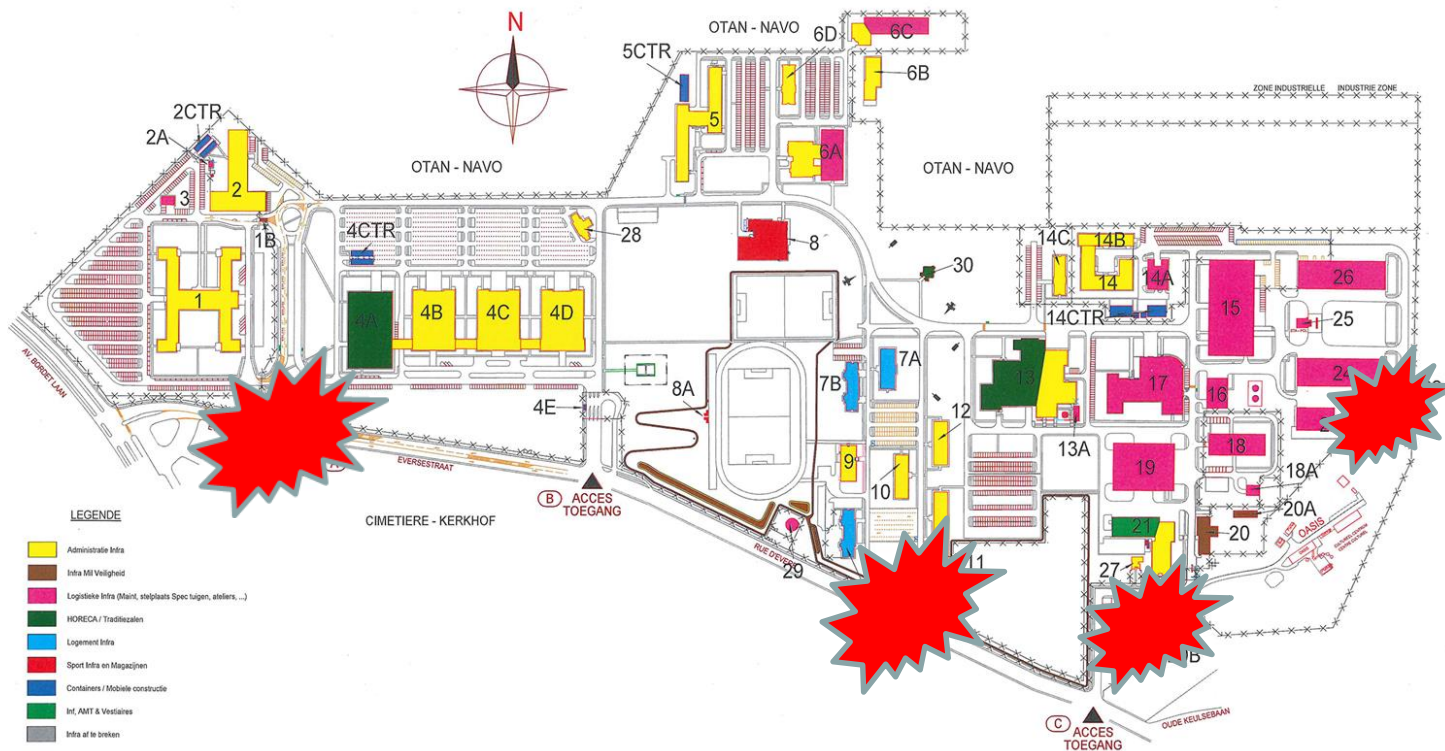 N
OTAN - NAVO
6D
6C
5CTR
6B
2CTR
5
ZONE INDUSTRIELLE INDUSTRIE ZONE
2A
6A
OTAN - NAVO
OTAN - NAVO
2
3
1B
4CTR
28
8
14C
14B
30
14
14A
26
15
1
4A
4B
4C
4D
14CTR
25
AV. BORDET LAAN
7A
7B
13
17
24
8A
16
4E
12
13A
18
EVERSESTRAAT
9
10
19
18A
B
ACCES
TOEGANG
CIMETIERE - KERKHOF
20A
20
21
OASIS
CULTUREEL CENTRUM
CENTRE CULTUREL
RUE D'EVERE
29
11
27
C
ACCES
TOEGANG
OUDE KEULSEBAAN
LEGENDE
Administratie Infra
Infra Mil Veiligheid
Logistieke Infra (Maint, stelplaats Spec tuigen, ateliers, ...)
HORECA / Traditiezalen
Logement Infra
Sport Infra en Magazijnen
Containers / Mobiele constructie
Inf, AMT & Vestiaires
Infra af te breken